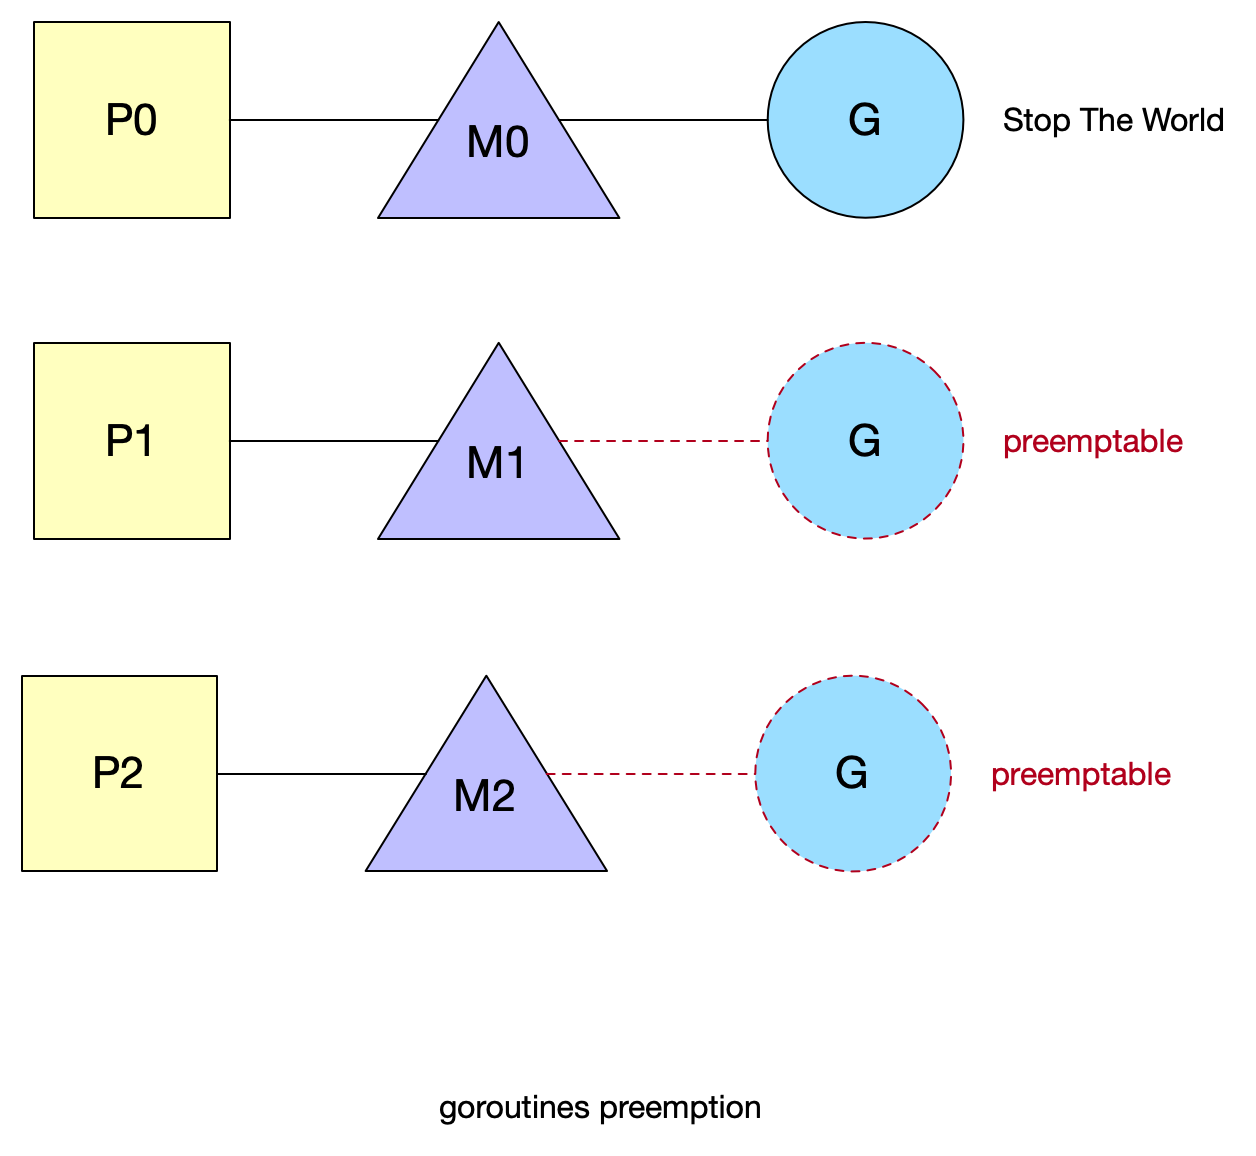 P0
M0
G
Stop The World
P1
M1
G
preemptable
P2
M2
G
preemptable
goroutines preemption